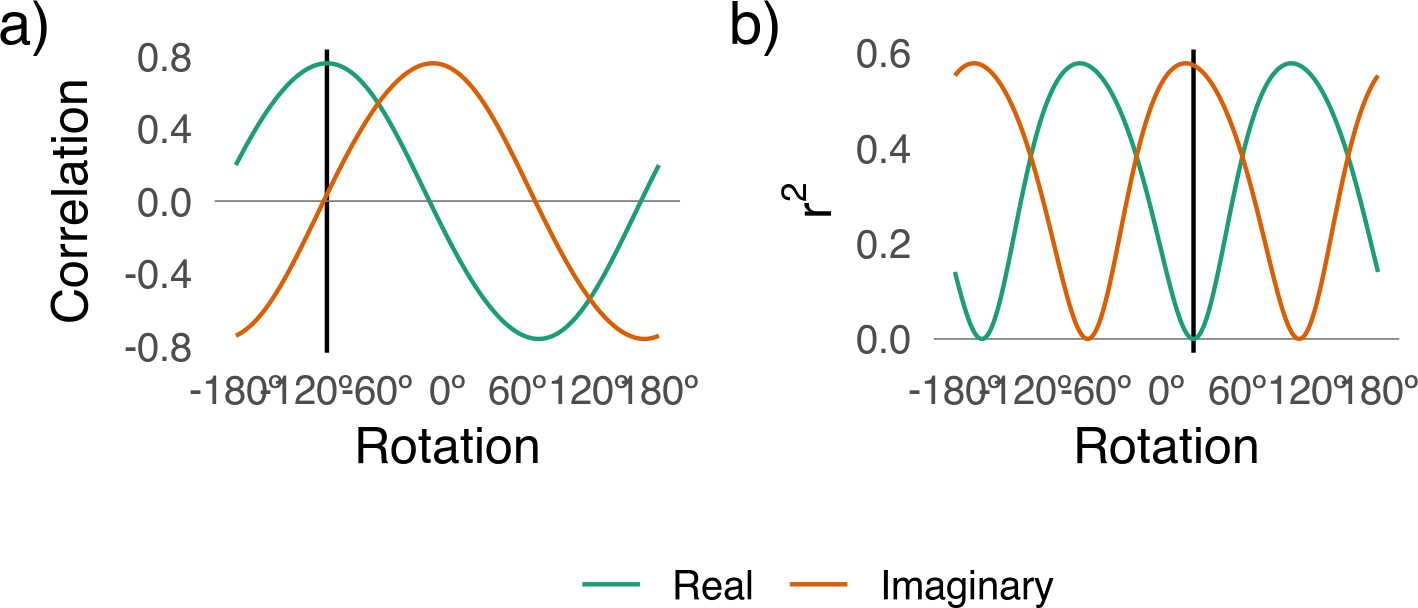 a)
Correlation
0.8
0.4
0.0
-0.4
-0.8
-180º
-120º
-60º
0º
60º
120º
180º
Rotation
b)
r²
0.6
0.4
0.2
0.0
-180º
-120º
-60º
0º
60º
120º
180º
Rotation
Real
Imaginary